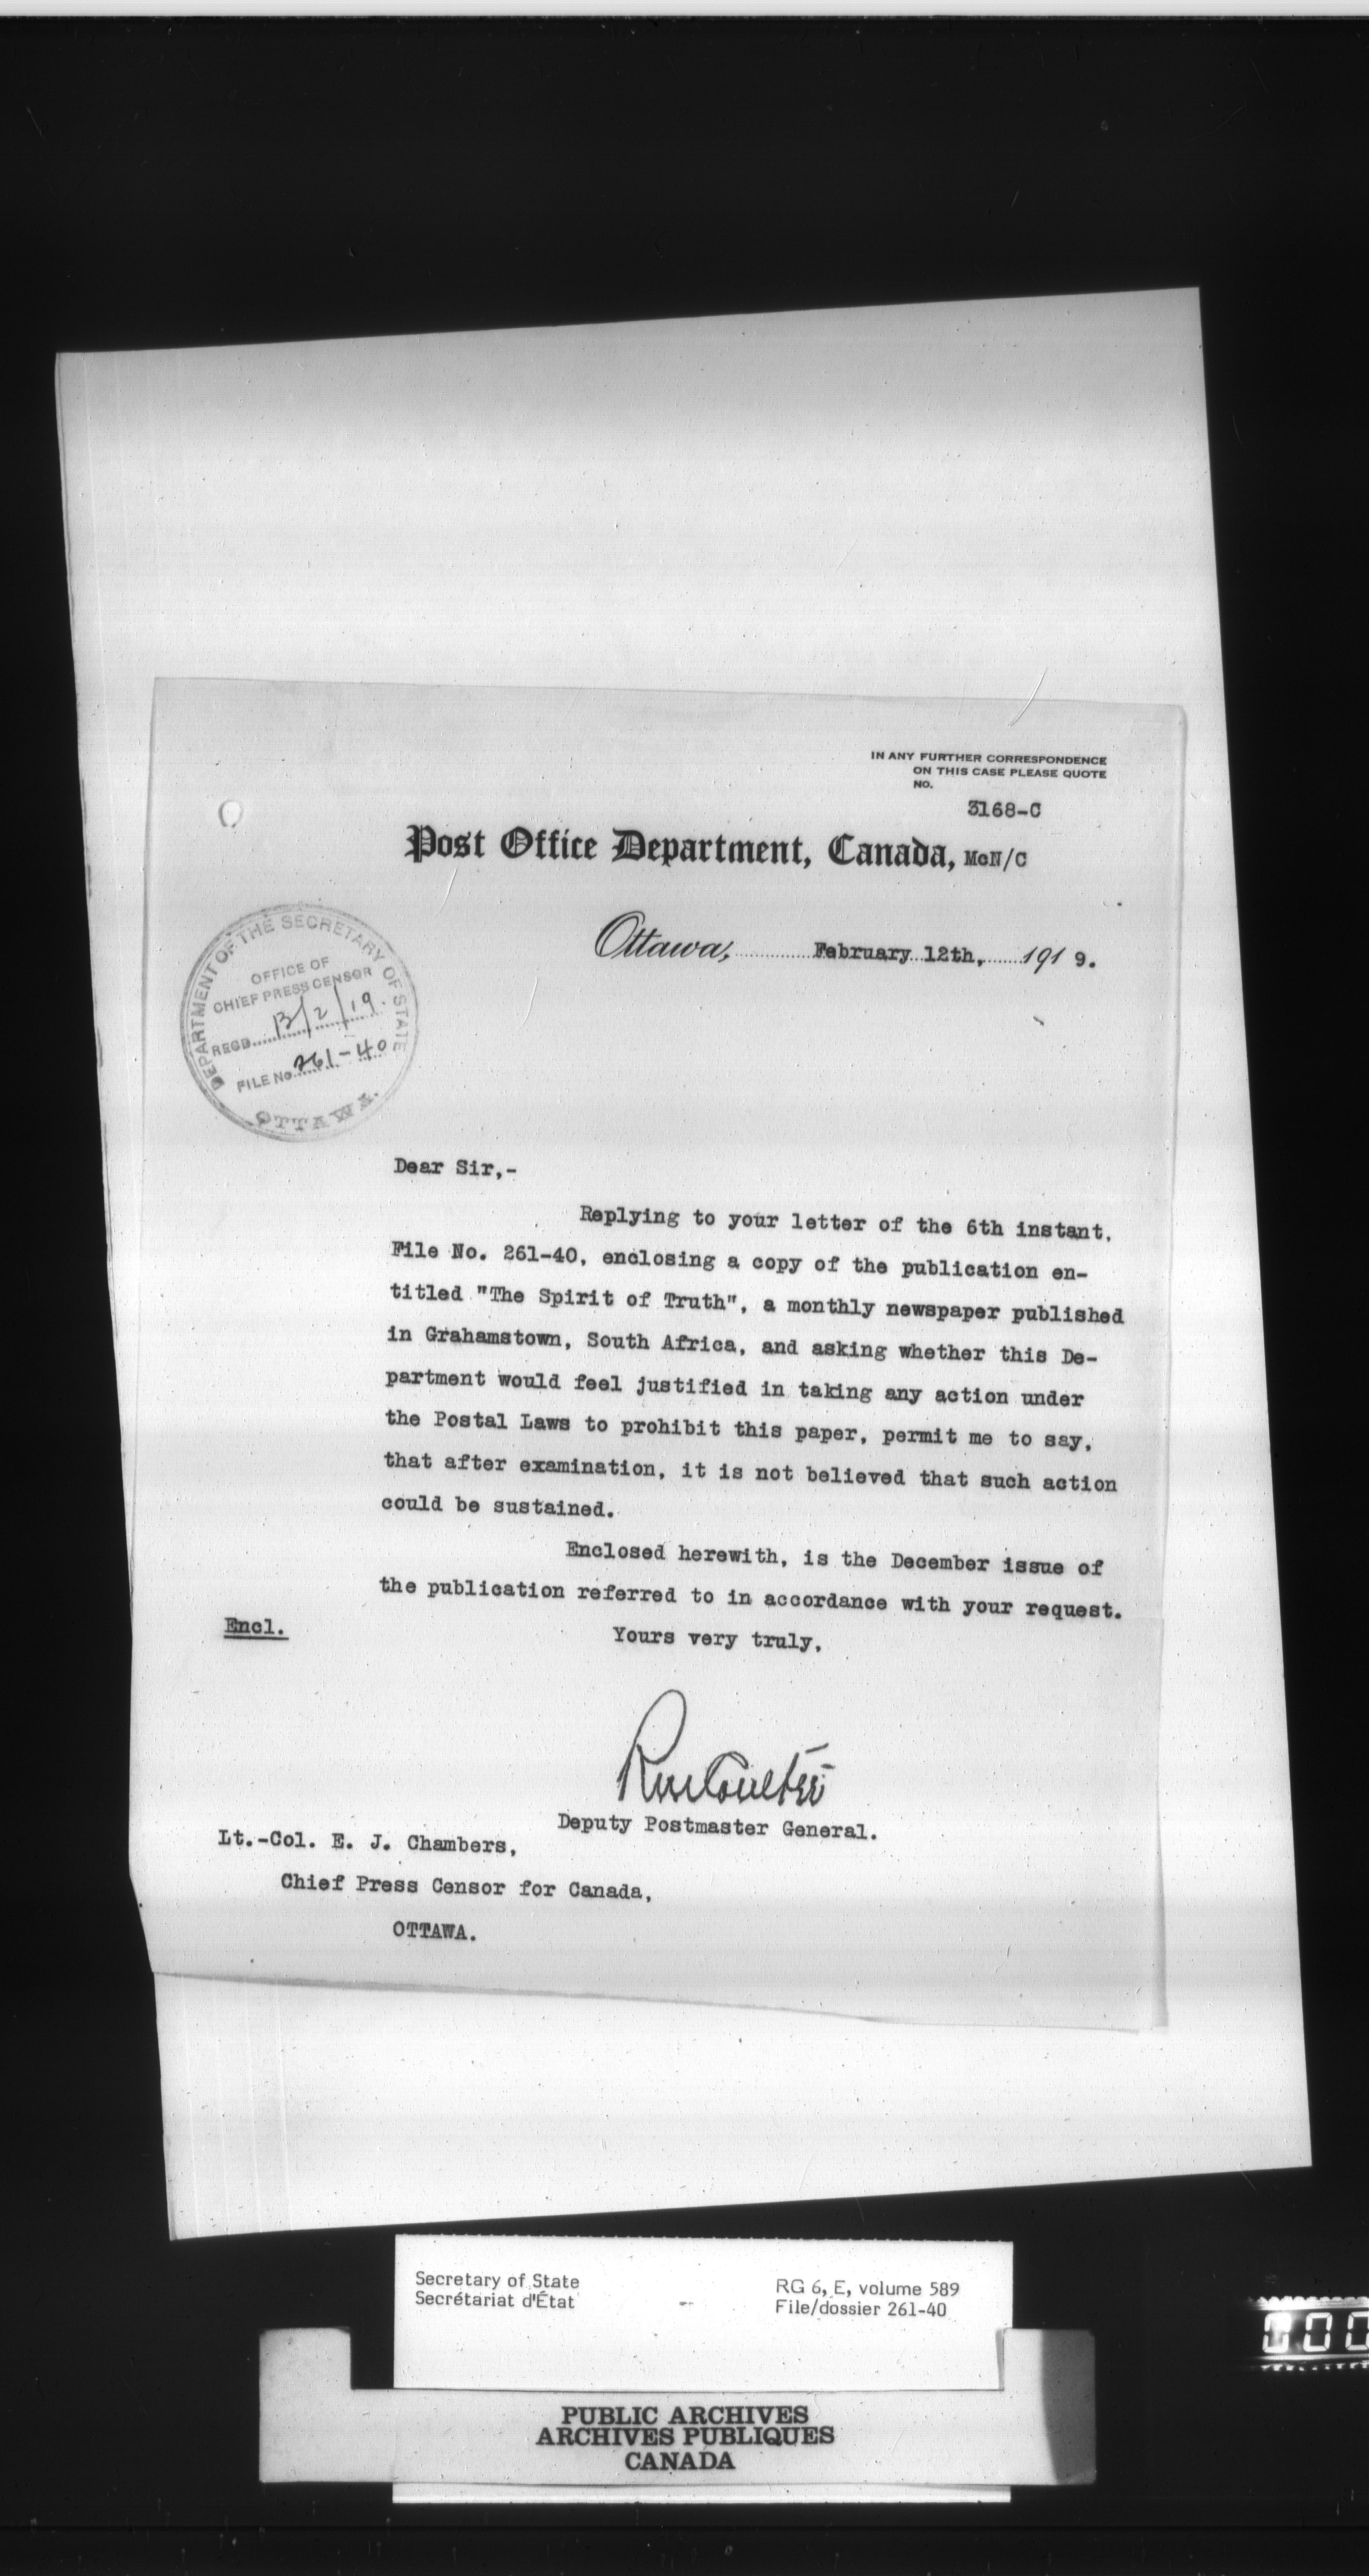 IN ANY FURTHER CORRESPONDENCE
ON THIS CASE PLEASE QUOTE
NO.
3168-C
Post Office Department, Canada, McN/C
Ottawa, February 12th, 1919.
DEPARTMENT OF THE SECRETARY OF STATE
OFFICE OF
CHIEF PRESS CENSOR
RECD. 13/2/19.
FILE No. 261-40
OTTAWA.
Dear Sir,-
Replying to your letter of the 6th instant,
File No. 261-40, enclosing a copy of the publication en-
titled "The Spirit of Truth", a monthly newspaper published
in Grahamstown, South Africa, and asking whether this De-
partment would feel justified in taking any action under
the Postal Laws to prohibit this paper, permit me to say,
that after examination, it is not believed that such action
could be sustained.
Enclosed herewith, is the December issue of
the publication referred to in accordance with your request.
Encl.
Yours very truly,
Deputy Postmaster General.
Lt.-Col. E. J. Chambers,
Chief Press Censor for Canada,
OTTAWA.
Secretary of State
Secrétariat d'État
RG 6, E, volume 589
File/dossier 261-40
PUBLIC ARCHIVES
ARCHIVES PUBLIQUES
CANADA
000